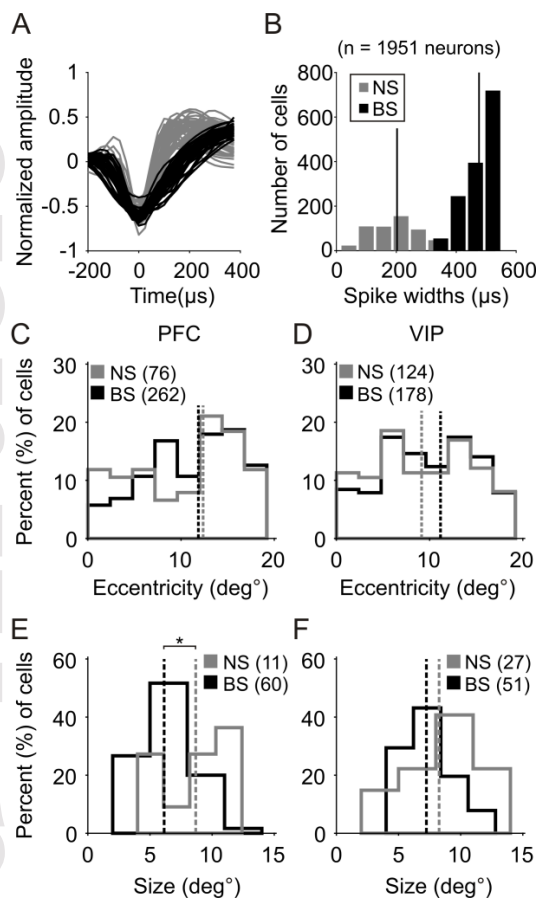 A
Normalized amplitude
1
0.5
0
-0.5
-1
-200 0 200 400
Time(µs)
B
(n = 1951 neurons)
NS
BS
Number of cells
800
600
400
200
0
0 200 400 600
Spike widths (µs)
C
PFC
NS (76)
BS (262)
Percent (%) of cells
30
20
10
0
0 10 20
Eccentricity (deg°)
D
VIP
NS (124)
BS (178)
30
20
10
0
0 10 20
Eccentricity (deg°)
E
*
NS (11)
BS (60)
Percent (%) of cells
60
40
20
0
0 5 10 15
Size (deg°)
F
NS (27)
BS (51)
60
40
20
0
0 5 10 15
Size (deg°)